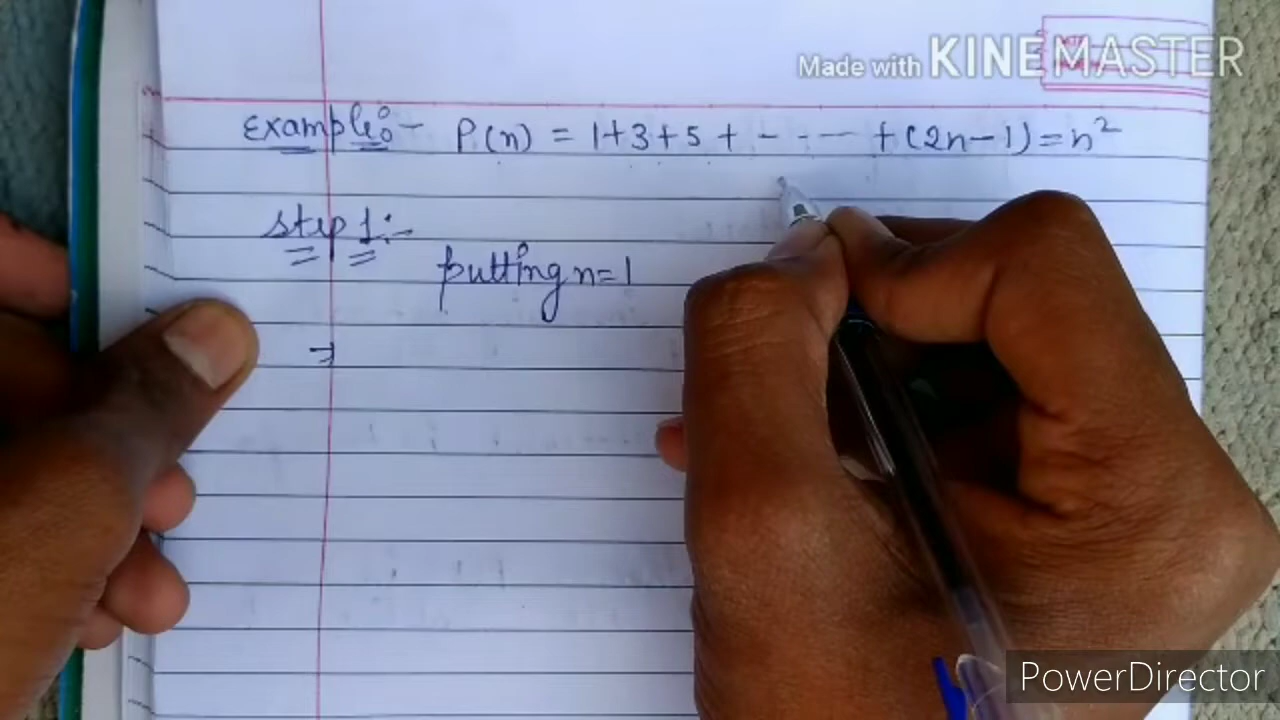 Made with KINEMASTER
Example:- P(n) = 1+3+5+ - - - - +(2n-1)=n²
Step 1:-
putting n=1
⇒
PowerDirector